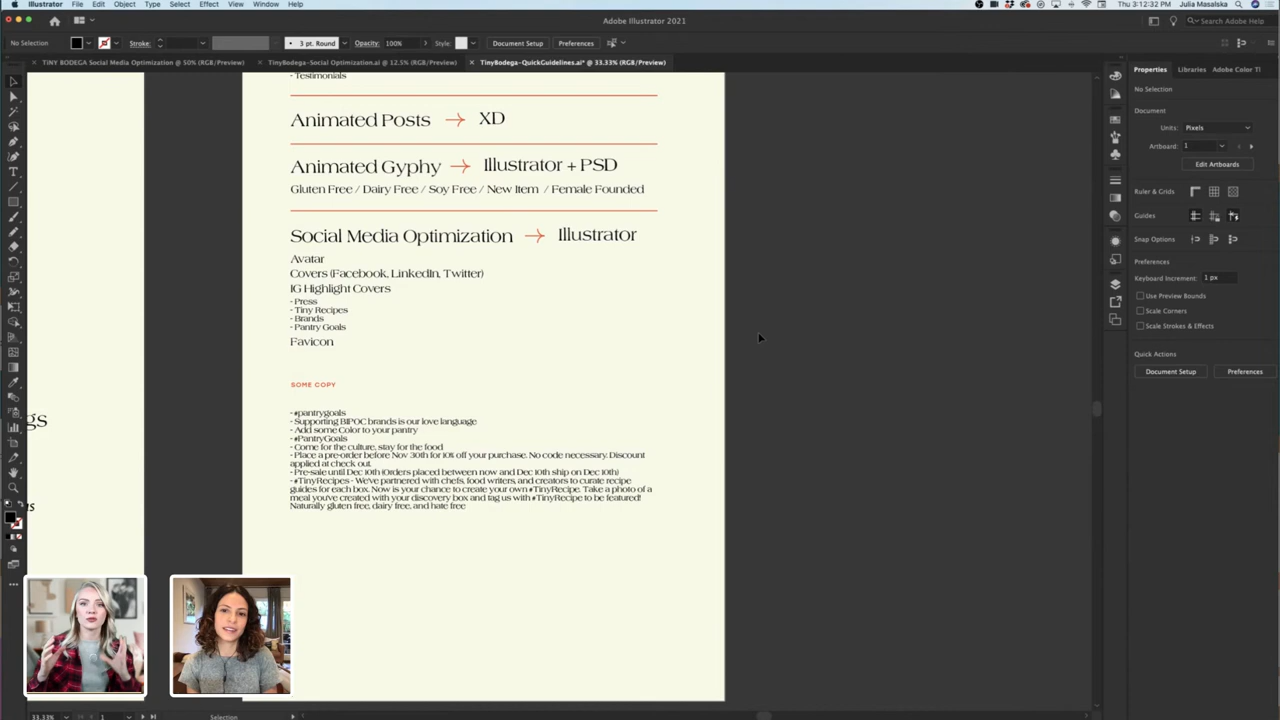 Illustrator File Edit Object Type Select Effect View Window Help
Thu 3:12:32 PM Julia Masalska
Adobe Illustrator 2021
Search Adobe Help
No Selection
Stroke:
3 pt. Round
Opacity: 100%
Style:
Document Setup
Preferences
TINY BODEGA Social Media Optimization @ 50% (RGB/Preview)
TinyBodega-Social Optimization.ai @ 12.5% (RGB/Preview)
TinyBodega-QuickGuidelines.ai* @ 33.33% (RGB/Preview)
- Testimonials
Animated Posts → XD
Animated Gyphy → Illustrator + PSD
Gluten Free / Dairy Free / Soy Free / New Item / Female Founded
Social Media Optimization → Illustrator
Avatar
Covers (Facebook, LinkedIn, Twitter)
IG Highlight Covers
- Press
- Tiny Recipes
- Brands
- Pantry Goals
Favicon
SOME COPY
- #pantrygoals
- Supporting BIPOC brands is our love language
- Add some Color to your pantry
- #PantryGoals
- Come for the culture, stay for the food
- Place a pre-order before Nov 30th for 10% off your purchase. No code necessary. Discount
applied at check out.
- Pre-sale until Dec 10th (Orders placed between now and Dec 10th ship on Dec 10th)
- #TinyRecipes - We've partnered with chefs, food writers, and creators to curate recipe
guides for each box. Now is your chance to create your own #TinyRecipe. Take a photo of a
meal you've created with your discovery box and tag us with #TinyRecipe to be featured!
Naturally gluten free, dairy free, and hate free
gs
Properties Libraries Adobe Color Tl
No Selection
Document
Units: Pixels
Artboard: 1
Edit Artboards
Ruler & Grids
Guides
Snap Options
Preferences
Keyboard Increment: 1 px
Use Preview Bounds
Scale Corners
Scale Strokes & Effects
Quick Actions
Document Setup
Preferences
33.33%
1
Selection